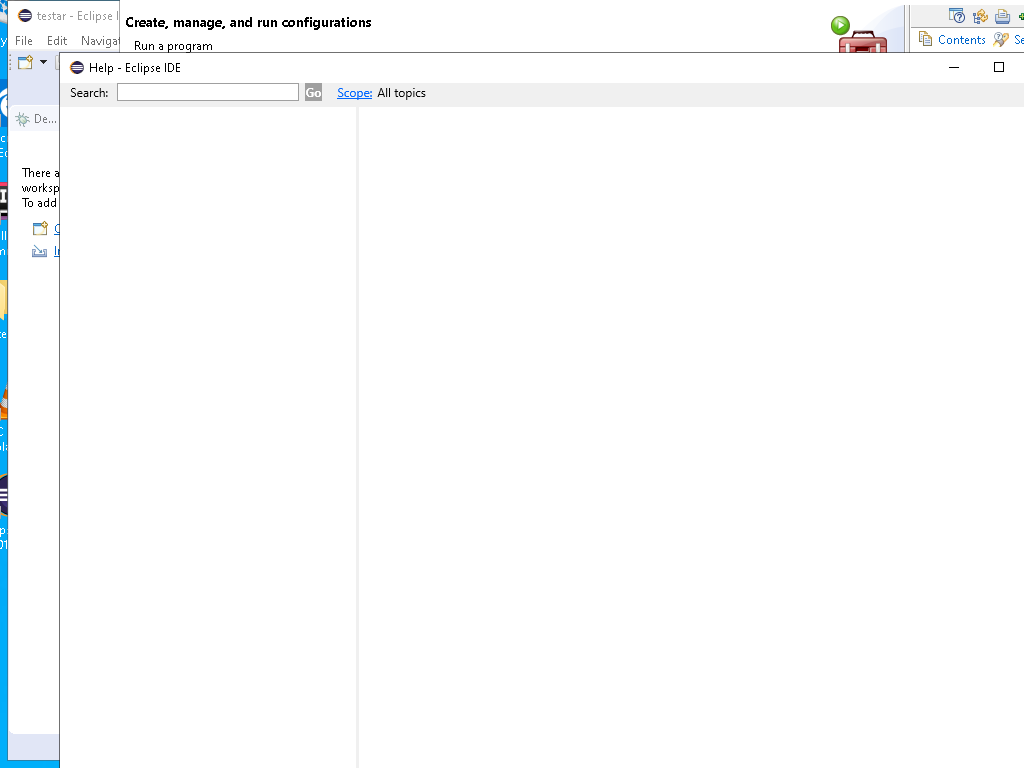 testar - Eclipse I
Create, manage, and run configurations
File Edit Navigat
Run a program
Contents
Se
Help - Eclipse IDE
Search:
Go
Scope: All topics
De...
There a
worksp
To add